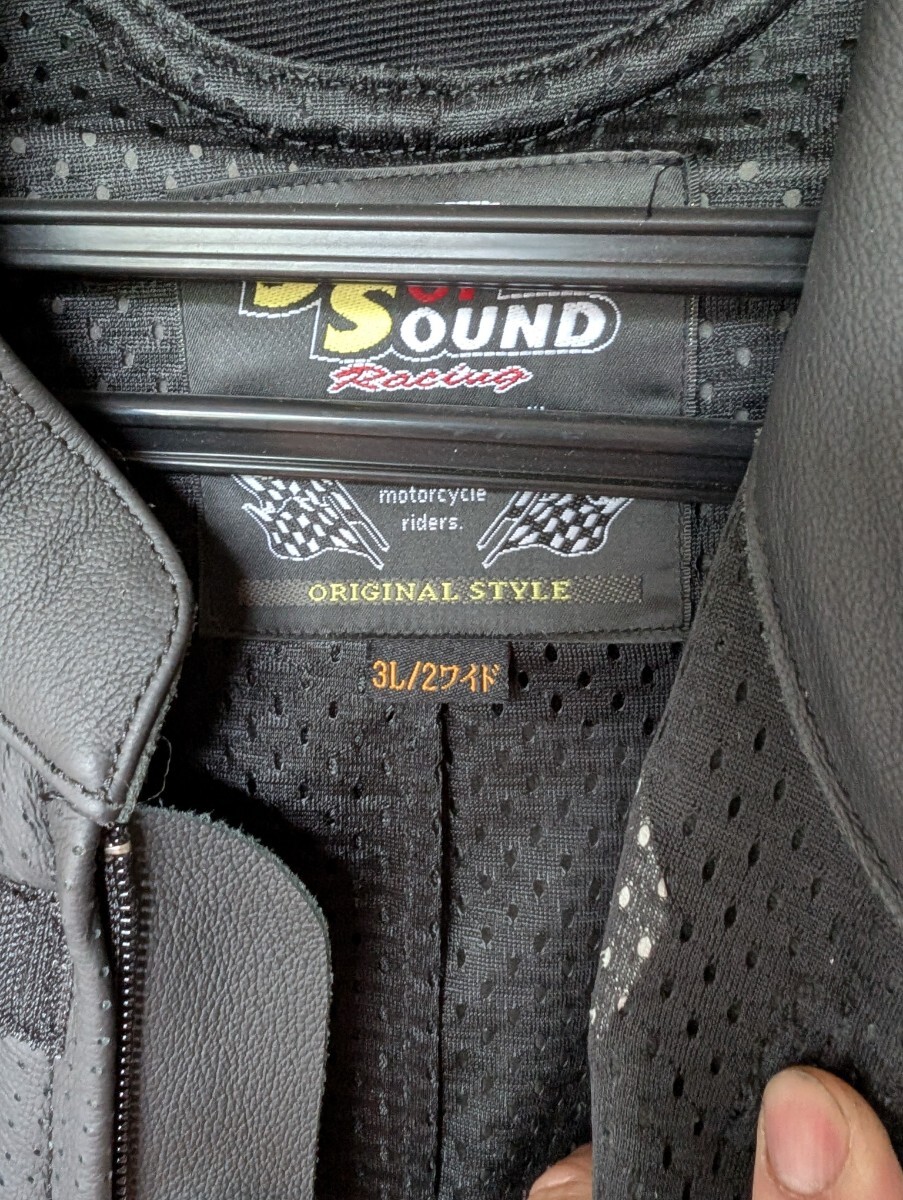 SOUND
Racing
motorcycle
riders.
ORIGINAL STYLE
3L/2ワイド